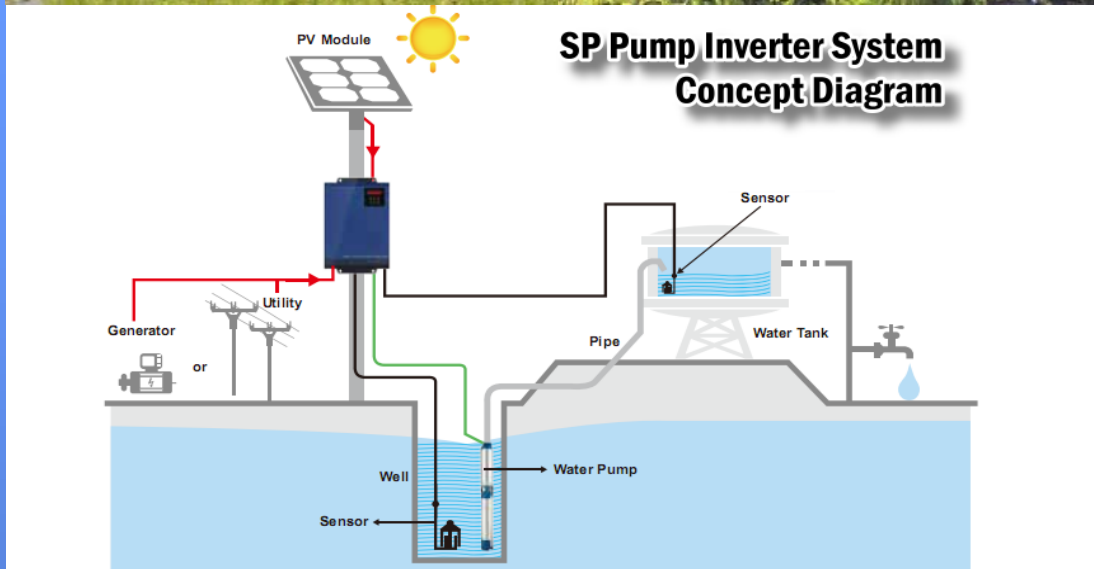 SP Pump Inverter System
Concept Diagram
PV Module
Sensor
Utility
Generator
or
Pipe
Water Tank
Well
Water Pump
Sensor